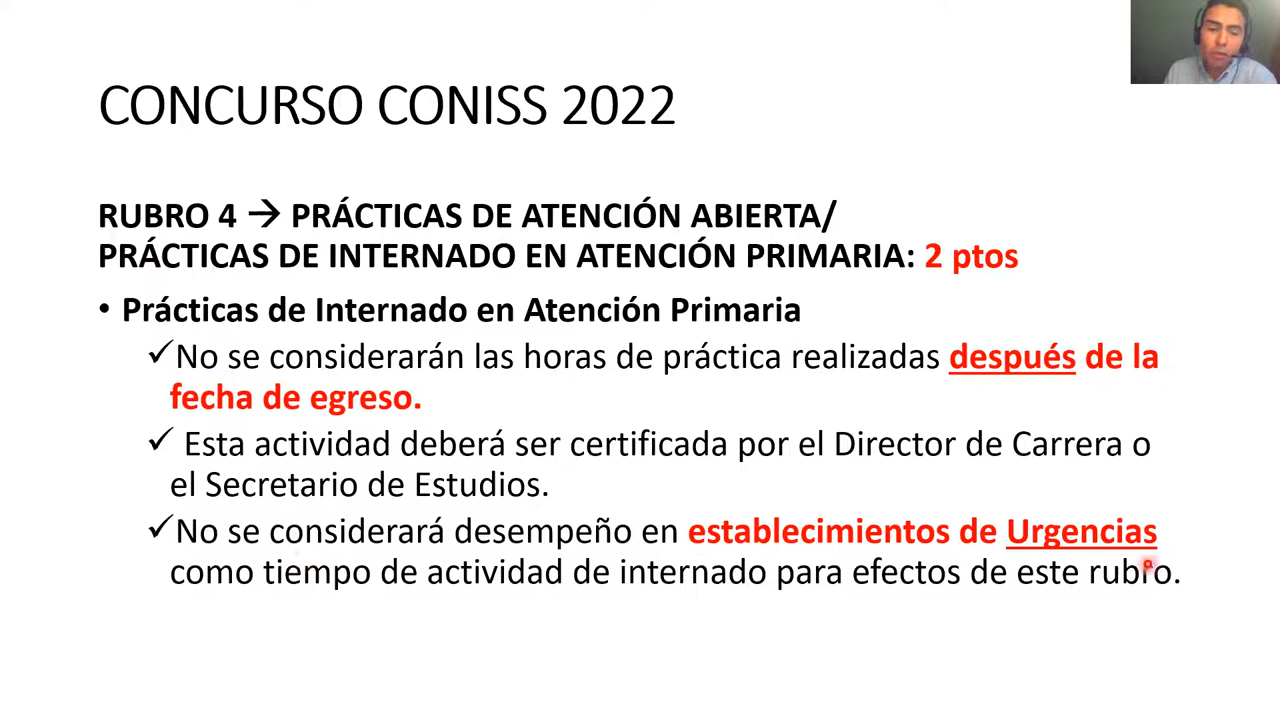 CONCURSO CONISS 2022
RUBRO 4 → PRÁCTICAS DE ATENCIÓN ABIERTA/
PRÁCTICAS DE INTERNADO EN ATENCIÓN PRIMARIA: 2 ptos
• Prácticas de Internado en Atención Primaria
✓No se considerarán las horas de práctica realizadas después de la
fecha de egreso.
✓ Esta actividad deberá ser certificada por el Director de Carrera o
el Secretario de Estudios.
✓No se considerará desempeño en establecimientos de Urgencias
como tiempo de actividad de internado para efectos de este rubro.